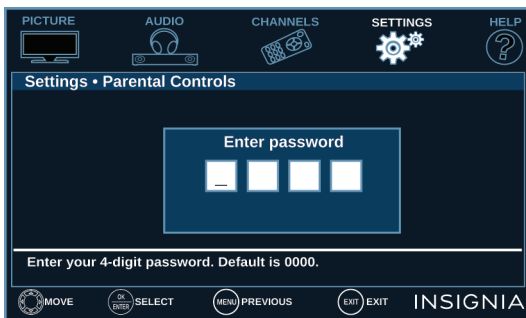 PICTURE AUDIO CHANNELS SETTINGS HELP
Settings • Parental Controls
Enter password
_
Enter your 4-digit password. Default is 0000.
MOVE OK ENTER SELECT MENU PREVIOUS EXIT EXIT INSIGNIA